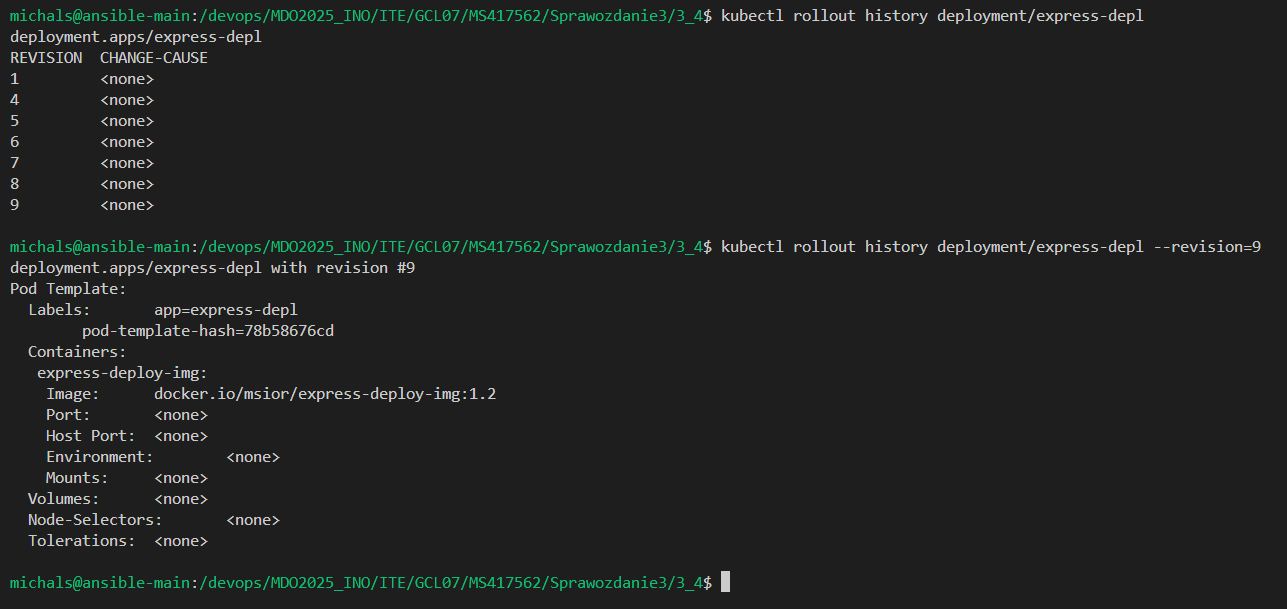 michals@ansible-main:/devops/MDO2025_INO/ITE/GCL07/MS417562/Sprawozdanie3/3_4$ kubectl rollout history deployment/express-depl
deployment.apps/express-depl
REVISION  CHANGE-CAUSE
1         <none>
4         <none>
5         <none>
6         <none>
7         <none>
8         <none>
9         <none>

michals@ansible-main:/devops/MDO2025_INO/ITE/GCL07/MS417562/Sprawozdanie3/3_4$ kubectl rollout history deployment/express-depl --revision=9
deployment.apps/express-depl with revision #9
Pod Template:
  Labels:       app=express-depl
        pod-template-hash=78b58676cd
  Containers:
   express-deploy-img:
    Image:      docker.io/msior/express-deploy-img:1.2
    Port:       <none>
    Host Port:  <none>
    Environment:        <none>
    Mounts:     <none>
  Volumes:      <none>
  Node-Selectors:       <none>
  Tolerations:  <none>

michals@ansible-main:/devops/MDO2025_INO/ITE/GCL07/MS417562/Sprawozdanie3/3_4$